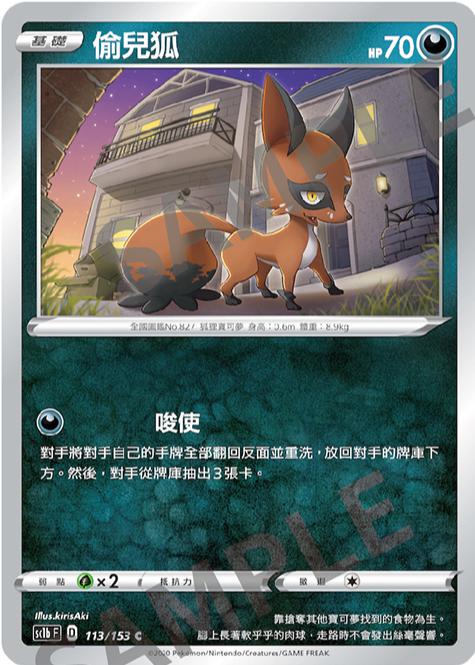 基礎 偷兒狐 HP 70
全國圖鑑No.827 狐狸寶可夢 身高：0.6m 體重：8.9kg
唆使
對手將對手自己的手牌全部翻回反面並重洗，放回對手的牌庫下
方。然後，對手從牌庫抽出3張卡。
弱點 ×2 抵抗力 撤退
Illus.kirisAki
sc1b F D 113/153 C
靠搶奪其他寶可夢找到的食物為生。
腳上長著軟乎乎的肉球，走路時不會發出絲毫聲響。
©2020 Pokémon/Nintendo/Creatures/GAME FREAK
SAMPLE
SAMPLE